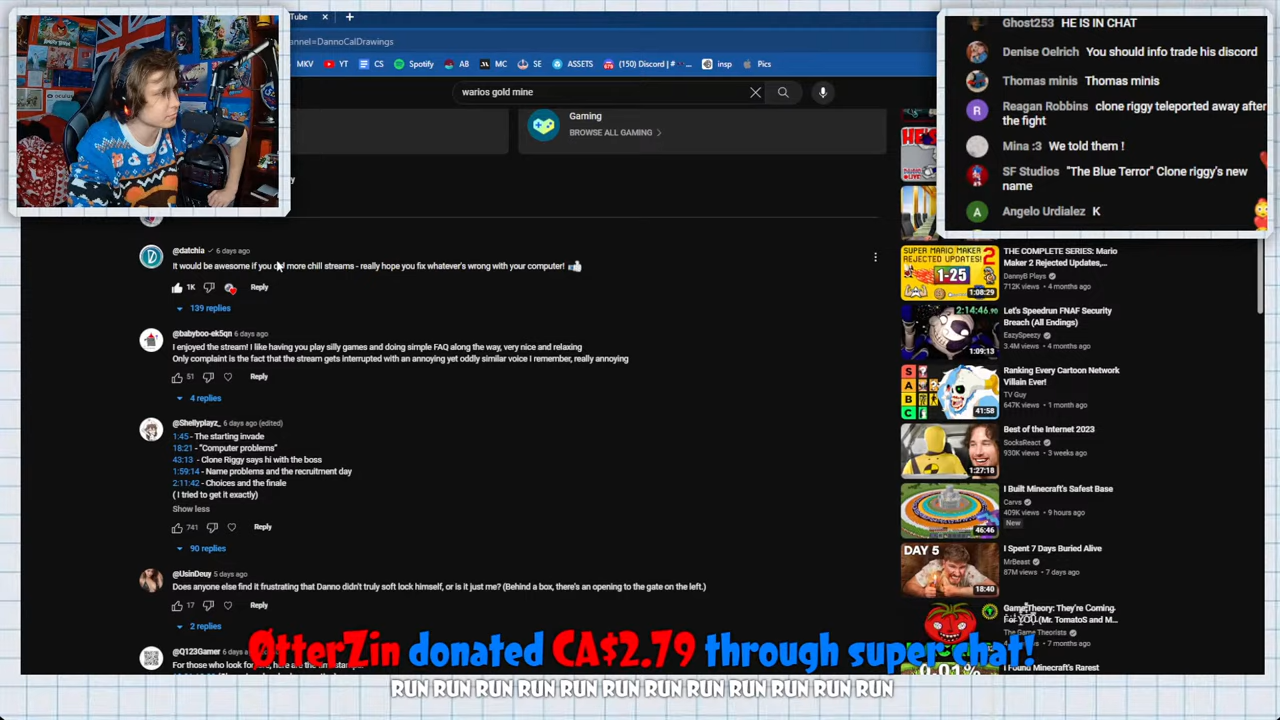 Tube
annel=DannoCalDrawings
MKV
YT
CS
Spotify
AB
MC
SE
ASSETS
(150) Discord | #
insp
Pics
warios gold mine
Gaming
BROWSE ALL GAMING
Ghost253 HE IS IN CHAT
Denise Oelrich You should info trade his discord
Thomas minis Thomas minis
Reagan Robbins clone riggy teleported away after
the fight
Mina :3 We told them !
SF Studios "The Blue Terror" Clone riggy's new
name
Angelo Urdialez K
@datchia 6 days ago
It would be awesome if you more chill streams - really hope you fix whatever's wrong with your computer!
1K Reply
139 replies
@babyboo-ek5qn 6 days ago
I enjoyed the stream! I like having you play silly games and doing simple FAQ along the way, very nice and relaxing
Only complaint is the fact that the stream gets interrupted with an annoying yet oddly similar voice I remember, really annoying
51 Reply
4 replies
@Shellyplayz_ 6 days ago (edited)
1:45 - The starting invade
18:21 - "Computer problems"
43:13 - Clone Riggy says hi with the boss
1:59:14 - Name problems and the recruitment day
2:11:42 - Choices and the finale
( I tried to get it exactly)
Show less
741 Reply
90 replies
@UsinDeuy 5 days ago
Does anyone else find it frustrating that Danno didn't truly soft lock himself, or is it just me? (Behind a box, there's an opening to the gate on the left.)
17 Reply
2 replies
@Q123Gamer 6 days ago
SUPER MARIO MAKER 2
REJECTED UPDATES!
1-25
1:08:29
THE COMPLETE SERIES: Mario
Maker 2 Rejected Updates,...
DannyB Plays
712K views • 4 months ago
2:14:46.90
1:09:13
Let's Speedrun FNAF Security
Breach (All Endings)
EazySpeezy
3.4M views • 4 months ago
S
A
B
C
41:58
Ranking Every Cartoon Network
Villain Ever!
TV Guy
647K views • 1 month ago
1:27:18
Best of the Internet 2023
SocksReact
930K views • 3 weeks ago
46:46
I Built Minecraft's Safest Base
Carvs
409K views • 9 hours ago
New
DAY 5
18:40
I Spent 7 Days Buried Alive
MrBeast
87M views • 7 days ago
Game Theory: They're Coming.
For YOU (Mr. TomatoS and M...
The Game Theorists
I Found Minecraft's Rarest
0.01%
ØtterZin donated CA$2.79 through super chat!
RUN RUN RUN RUN RUN RUN RUN RUN RUN RUN RUN RUN